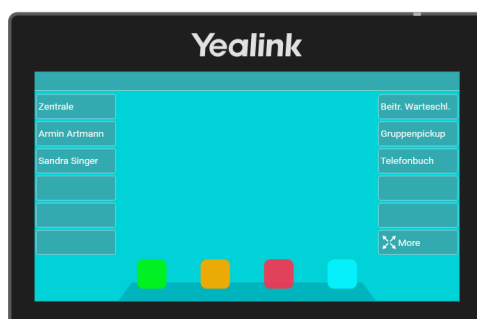 Yealink
Zentrale
Beitr. Warteschl.
Armin Artmann
Gruppenpickup
Sandra Singer
Telefonbuch
More